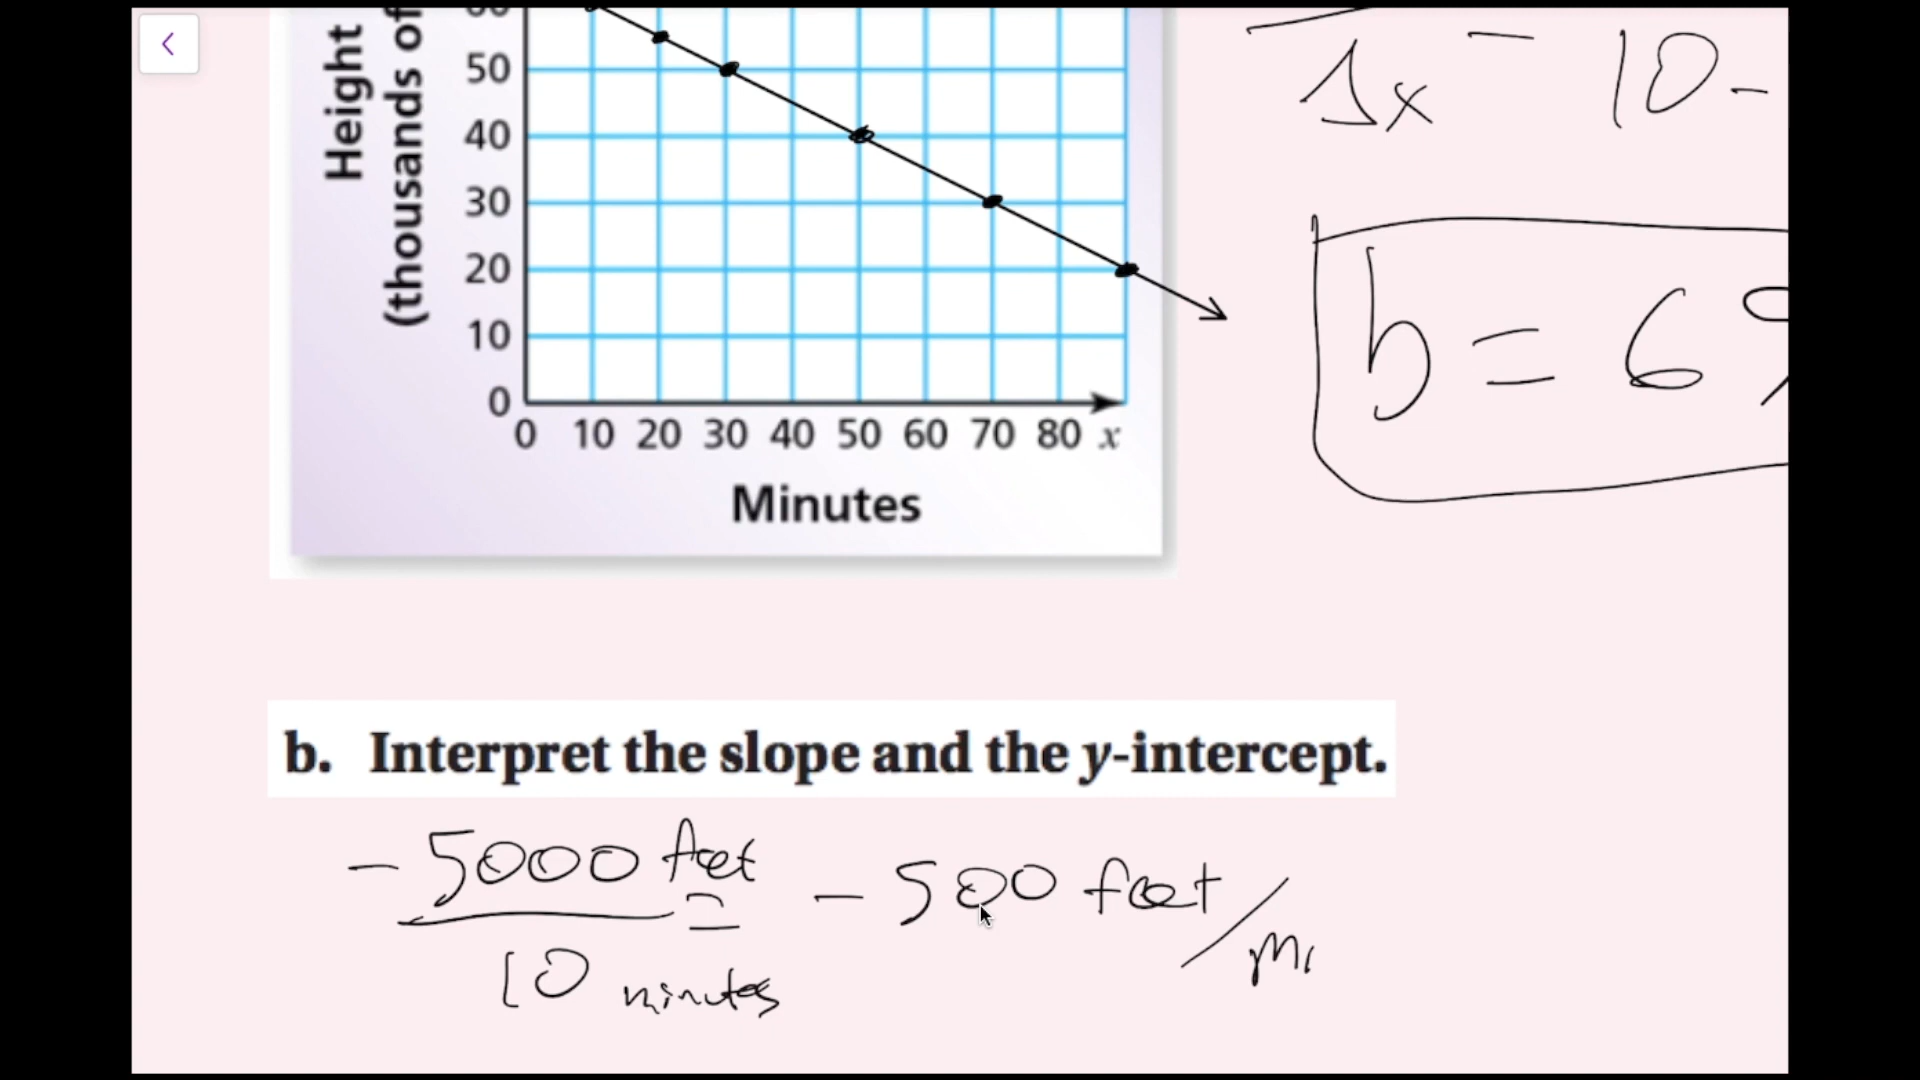 Height
(thousands of
60
50
40
30
20
10
0
0 10 20 30 40 50 60 70 80 x
Minutes
x = 10 -
b = 6
b. Interpret the slope and the y-intercept.
- 5000 feet = - 500 feet /
10 minutes